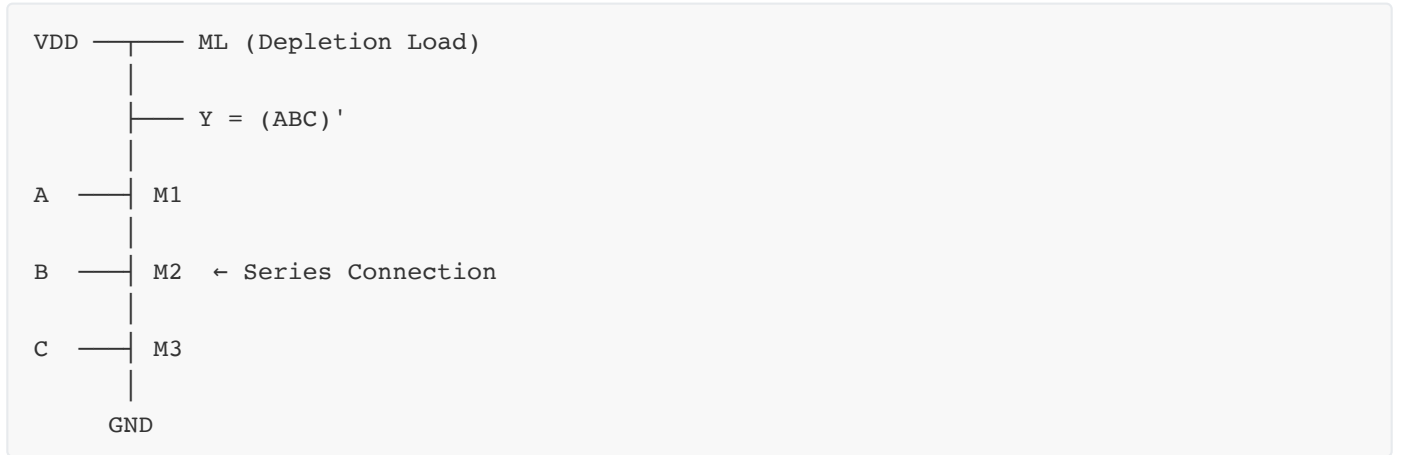 VDD ──┬── ML (Depletion Load)
├── Y = (ABC)'
A ──┤ M1
B ──┤ M2 ← Series Connection
C ──┤ M3
GND